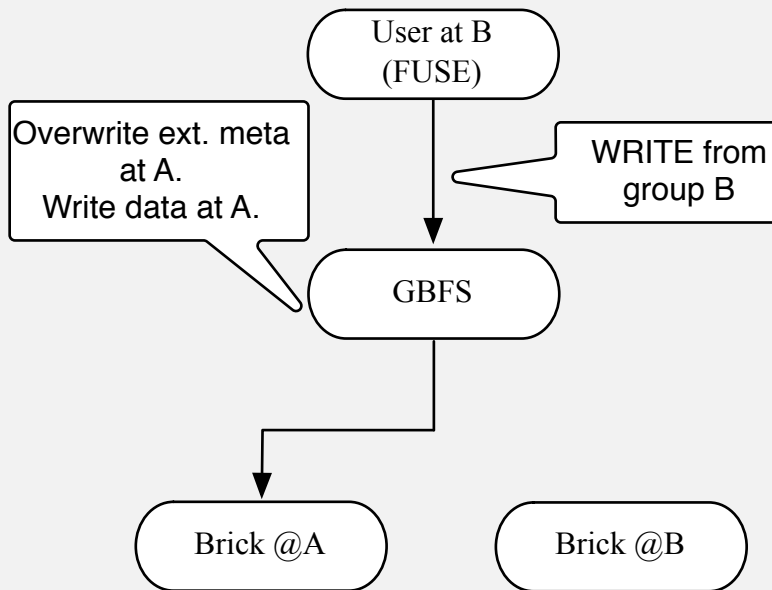 User at B
(FUSE)
Overwrite ext. meta
at A.
Write data at A.
WRITE from
group B
GBFS
Brick @A
Brick @B